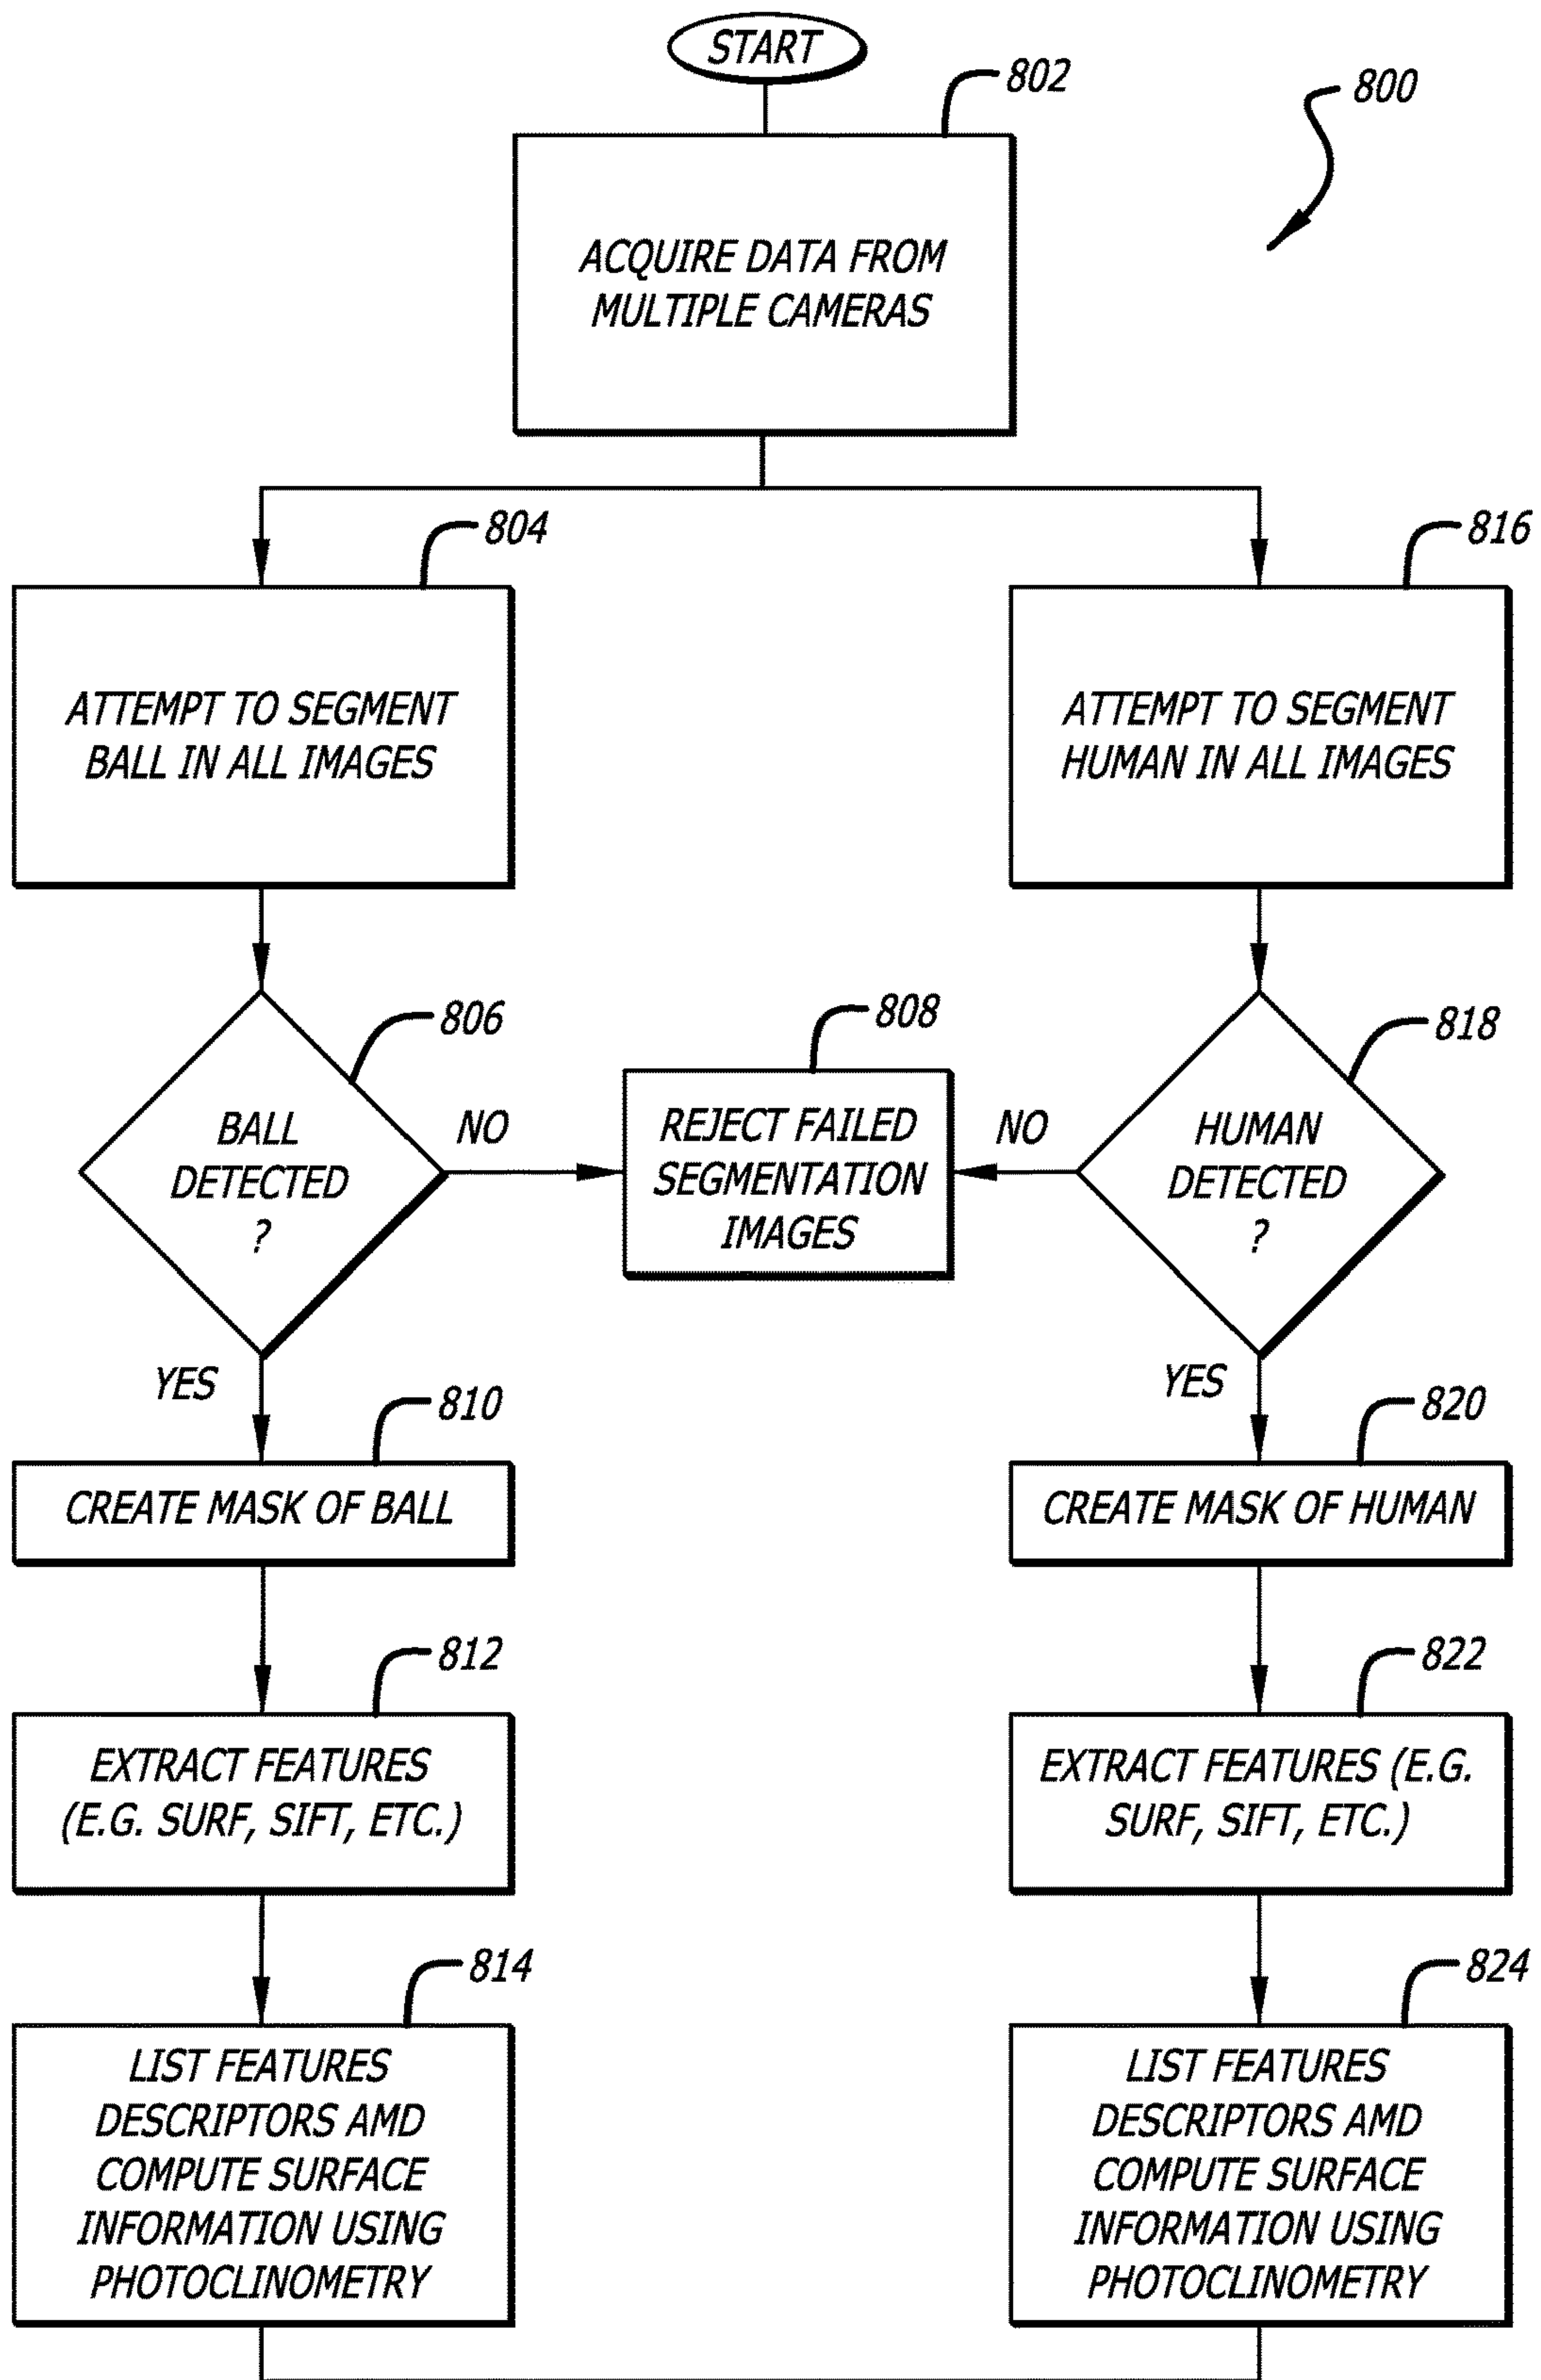 START
802
800
ACQUIRE DATA FROM
MULTIPLE CAMERAS
804
816
ATTEMPT TO SEGMENT
BALL IN ALL IMAGES
ATTEMPT TO SEGMENT
HUMAN IN ALL IMAGES
806
808
818
BALL
DETECTED
?
NO
REJECT FAILED
SEGMENTATION
IMAGES
NO
HUMAN
DETECTED
?
YES
YES
810
820
CREATE MASK OF BALL
CREATE MASK OF HUMAN
812
822
EXTRACT FEATURES
(E.G. SURF, SIFT, ETC.)
EXTRACT FEATURES (E.G.
SURF, SIFT, ETC.)
814
824
LIST FEATURES
DESCRIPTORS AMD
COMPUTE SURFACE
INFORMATION USING
PHOTOCLINOMETRY
LIST FEATURES
DESCRIPTORS AMD
COMPUTE SURFACE
INFORMATION USING
PHOTOCLINOMETRY